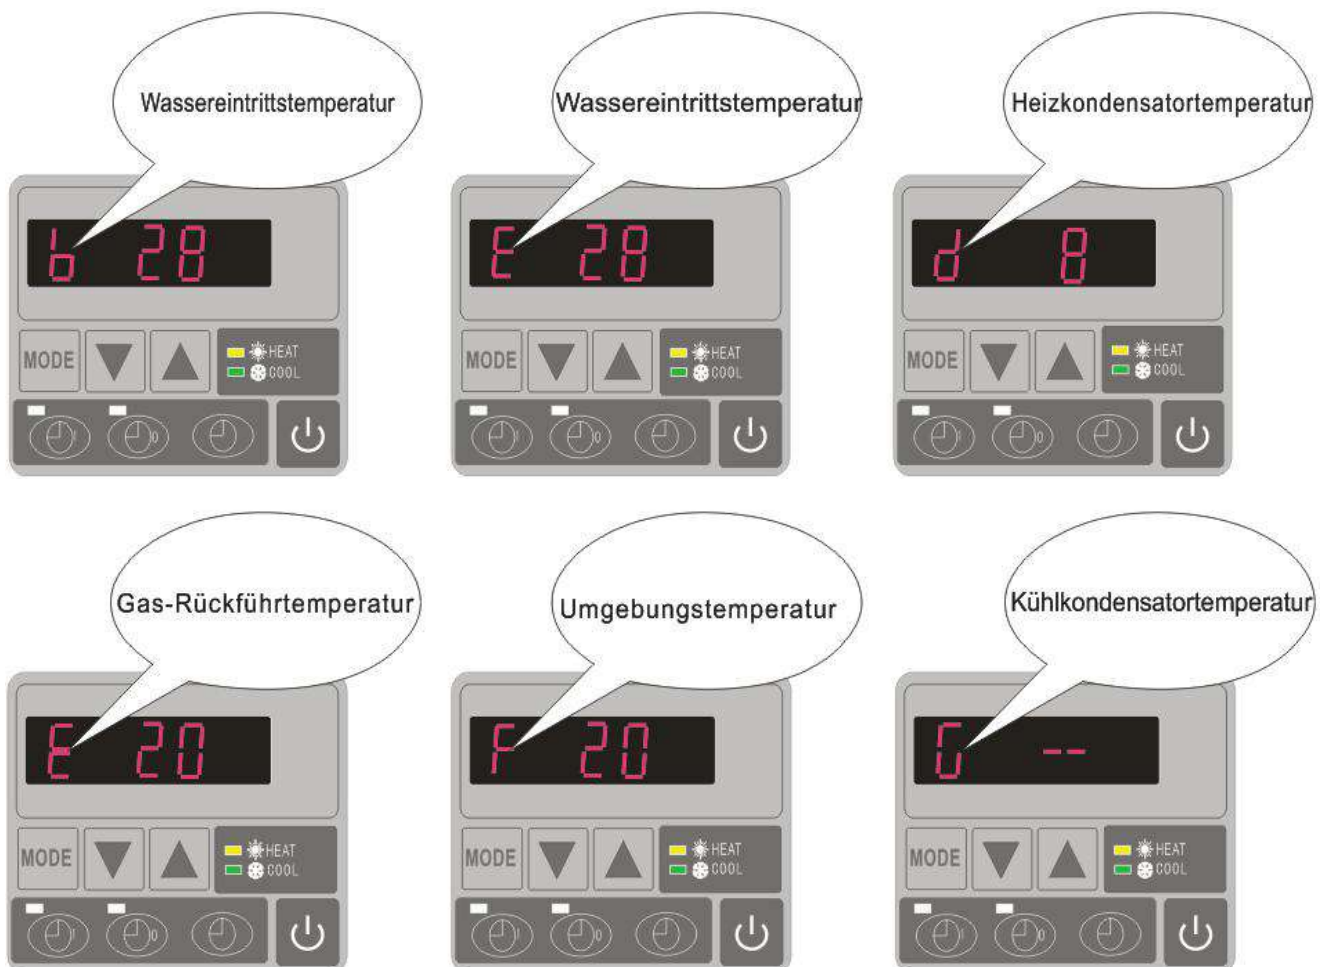 Wassereintrittstemperatur
Wassereintrittstemperatur
Heizkondensatortemperatur
b 28
E 28
d 8
MODE
HEAT
COOL
MODE
HEAT
COOL
MODE
HEAT
COOL
Gas-Rückführtemperatur
Umgebungstemperatur
Kühlkondensatortemperatur
E 20
F 20
G --
MODE
HEAT
COOL
MODE
HEAT
COOL
MODE
HEAT
COOL